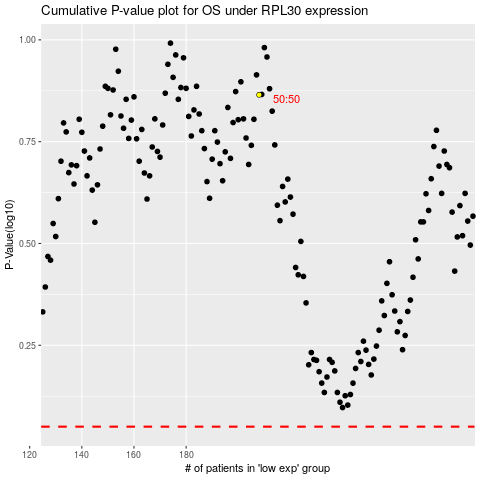 Cumulative P-value plot for OS under RPL30 expression
1.00
0.75
0.50
0.25
P-Value(log10)
50:50
120 140 160 180
# of patients in 'low exp' group